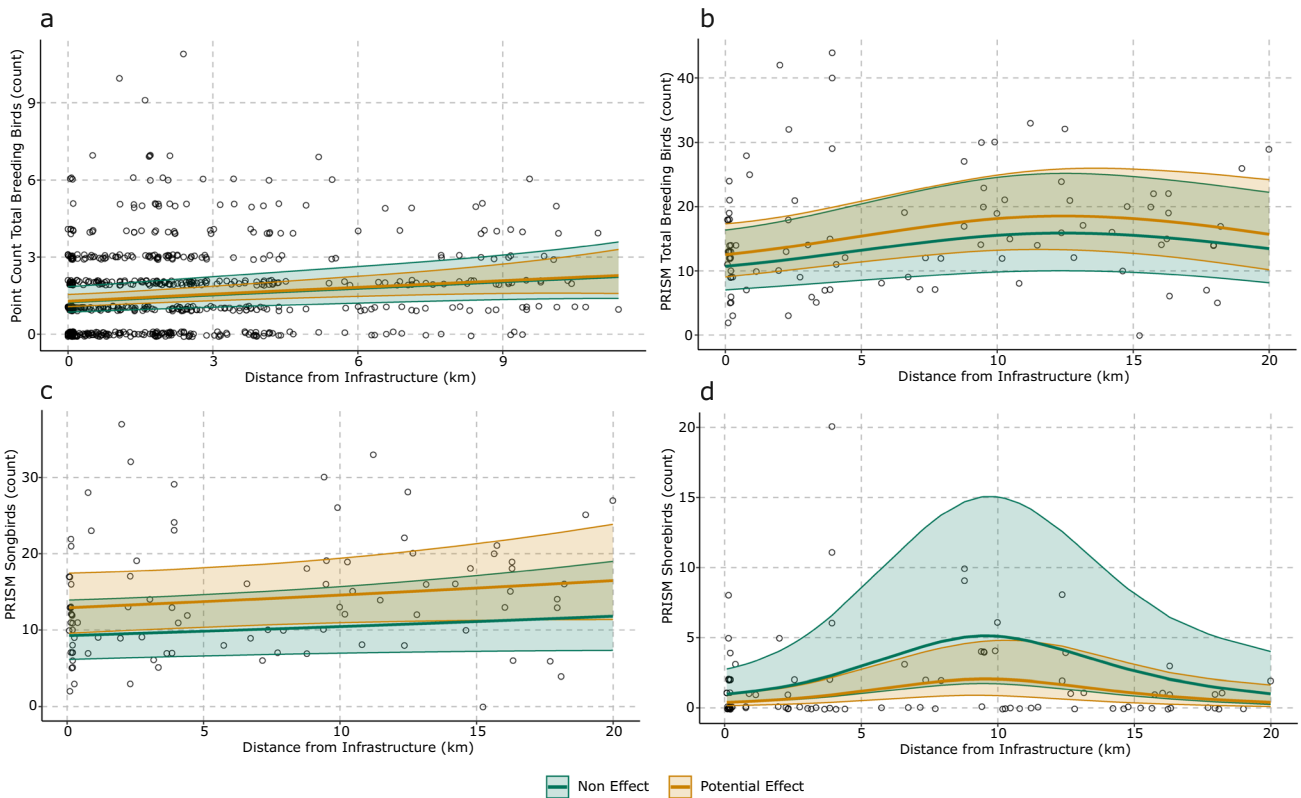 a
Point Count Total Breeding Birds (count)
9
6
3
0
0 3 6 9
Distance from Infrastructure (km)
b
PRISM Total Breeding Birds (count)
40
30
20
10
0
0 5 10 15 20
Distance from Infrastructure (km)
c
PRISM Songbirds (count)
30
20
10
0
0 5 10 15 20
Distance from Infrastructure (km)
d
PRISM Shorebirds (count)
20
15
10
5
0
0 5 10 15 20
Distance from Infrastructure (km)
Non Effect Potential Effect